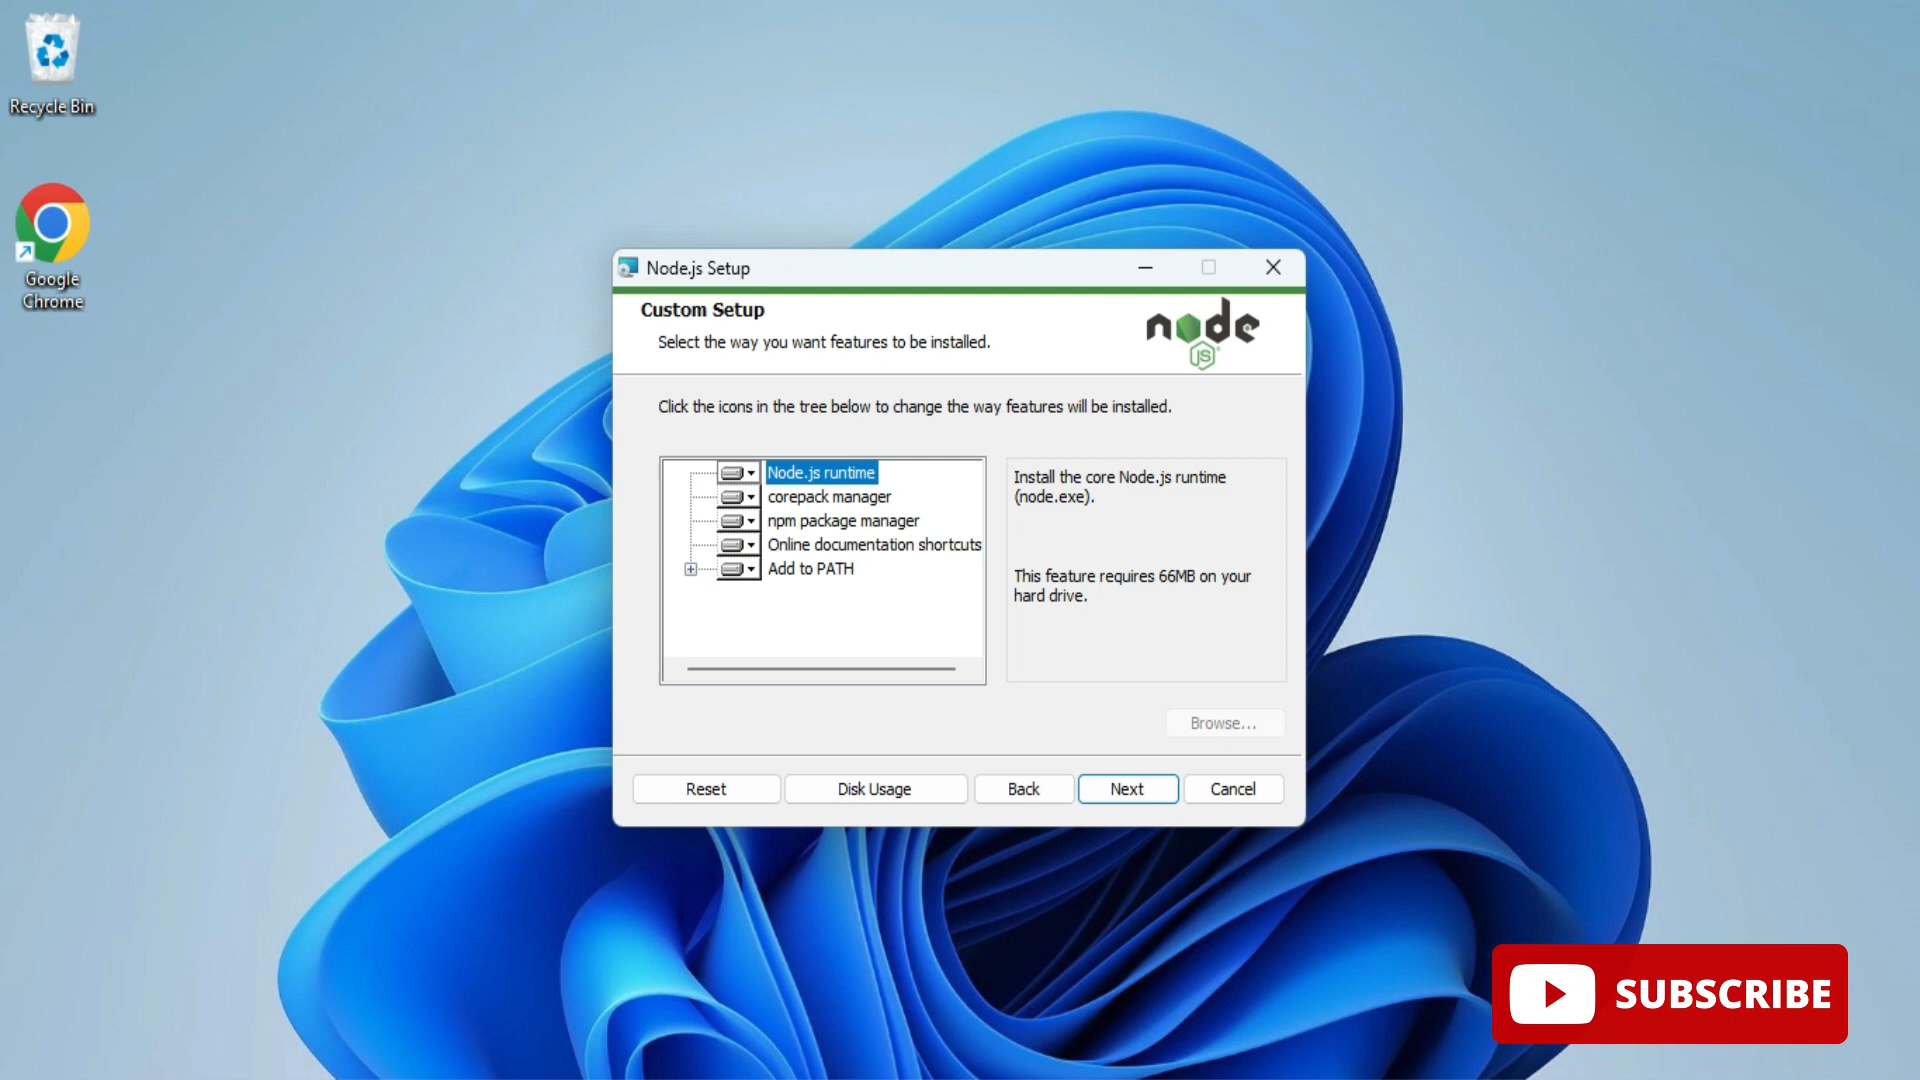 Recycle Bin
Google
Chrome
Node.js Setup
Custom Setup
Select the way you want features to be installed.
node
JS
Click the icons in the tree below to change the way features will be installed.
Node.js runtime
corepack manager
npm package manager
Online documentation shortcuts
Add to PATH
Install the core Node.js runtime
(node.exe).
This feature requires 66MB on your
hard drive.
Browse...
Reset
Disk Usage
Back
Next
Cancel
SUBSCRIBE